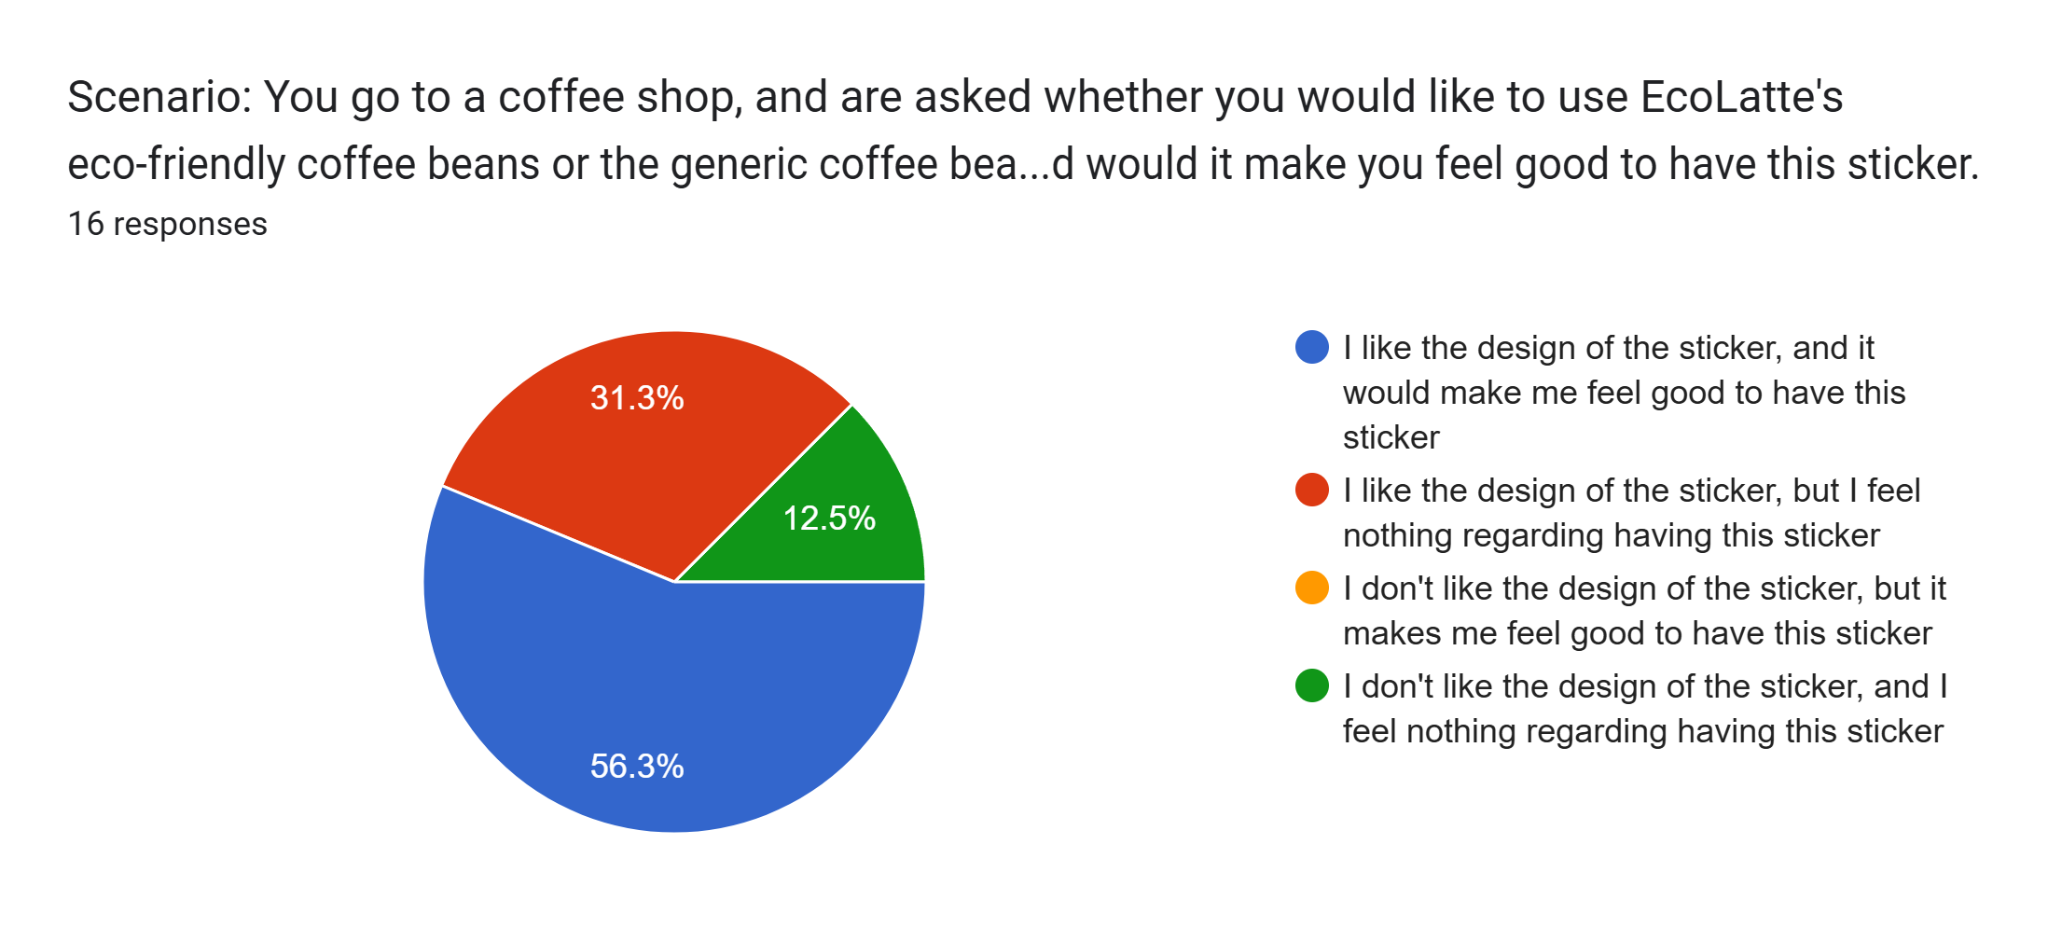 Scenario: You go to a coffee shop, and are asked whether you would like to use EcoLatte's
eco-friendly coffee beans or the generic coffee bea...d would it make you feel good to have this sticker.
16 responses
31.3%
12.5%
56.3%
I like the design of the sticker, and it
would make me feel good to have this
sticker
I like the design of the sticker, but I feel
nothing regarding having this sticker
I don't like the design of the sticker, but it
makes me feel good to have this sticker
I don't like the design of the sticker, and I
feel nothing regarding having this sticker